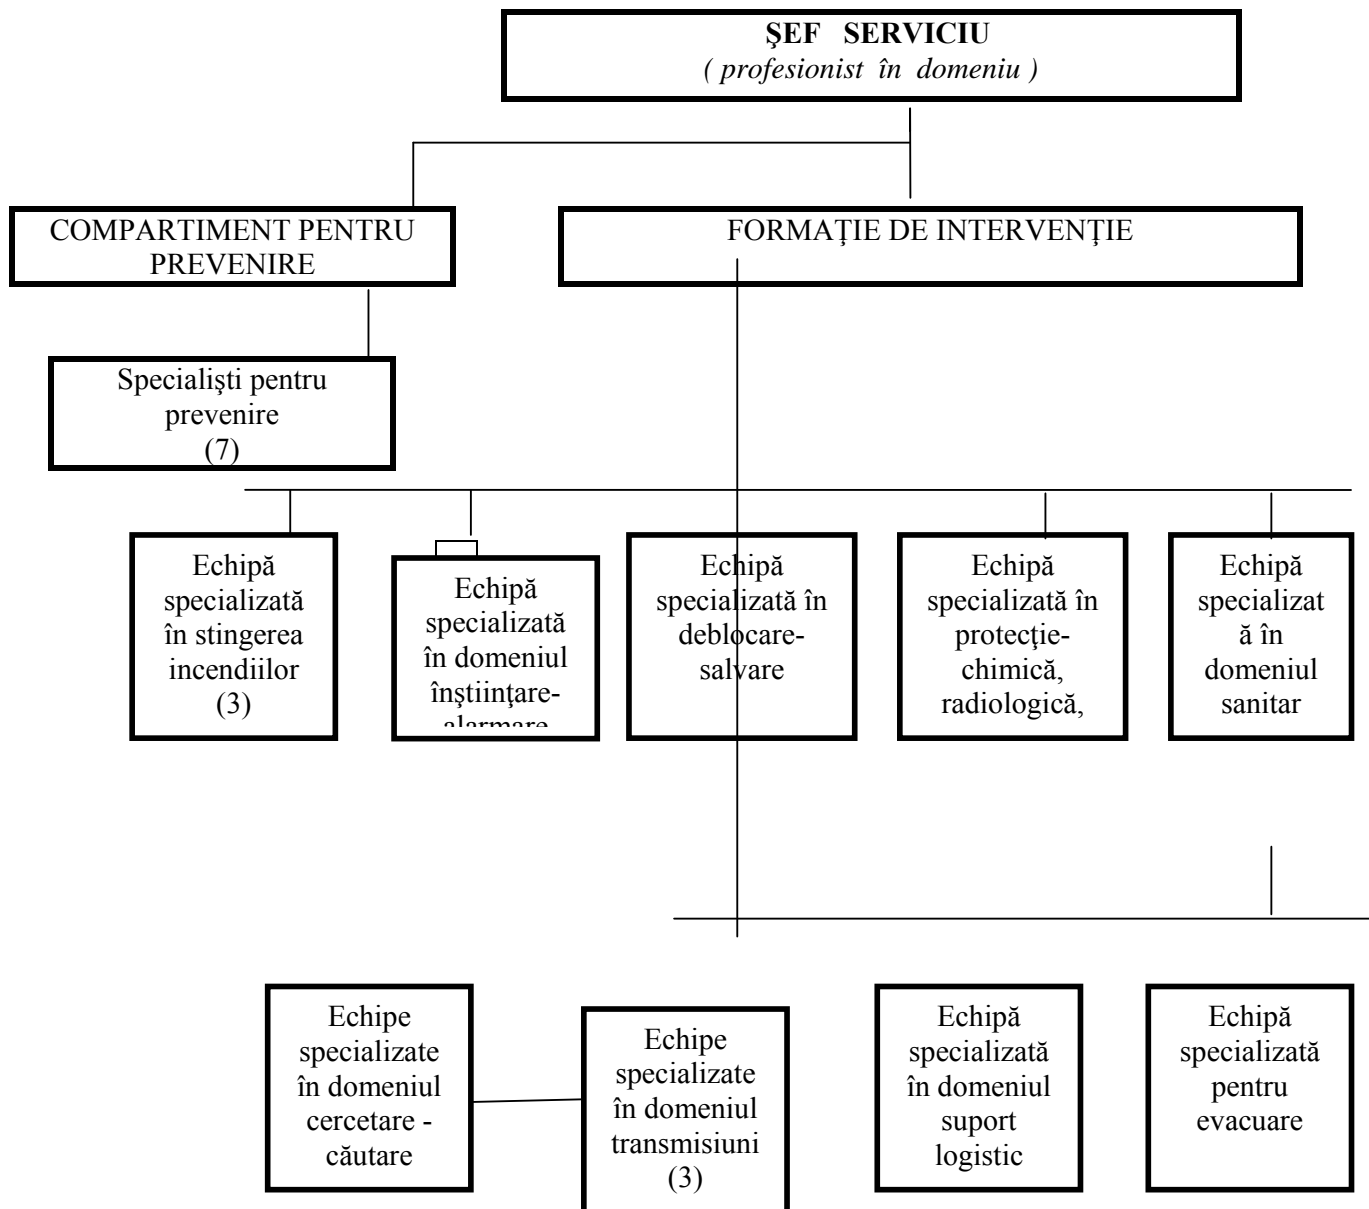 ŞEF SERVICIU
( profesionist în domeniu )
COMPARTIMENT PENTRU
PREVENIRE
FORMAŢIE DE INTERVENŢIE
Specialişti pentru
prevenire
(7)
Echipă
specializată
în stingerea
incendiilor
(3)
Echipă
specializată
în domeniul
înştiinţare-
alarmare
Echipă
specializată în
deblocare-
salvare
Echipă
specializată în
protecţie-
chimică,
radiologică,
Echipă
specializat
ă în
domeniul
sanitar
Echipe
specializate
în domeniul
cercetare -
căutare
Echipe
specializate
în domeniul
transmisiuni
(3)
Echipă
specializată
în domeniul
suport
logistic
Echipă
specializată
pentru
evacuare